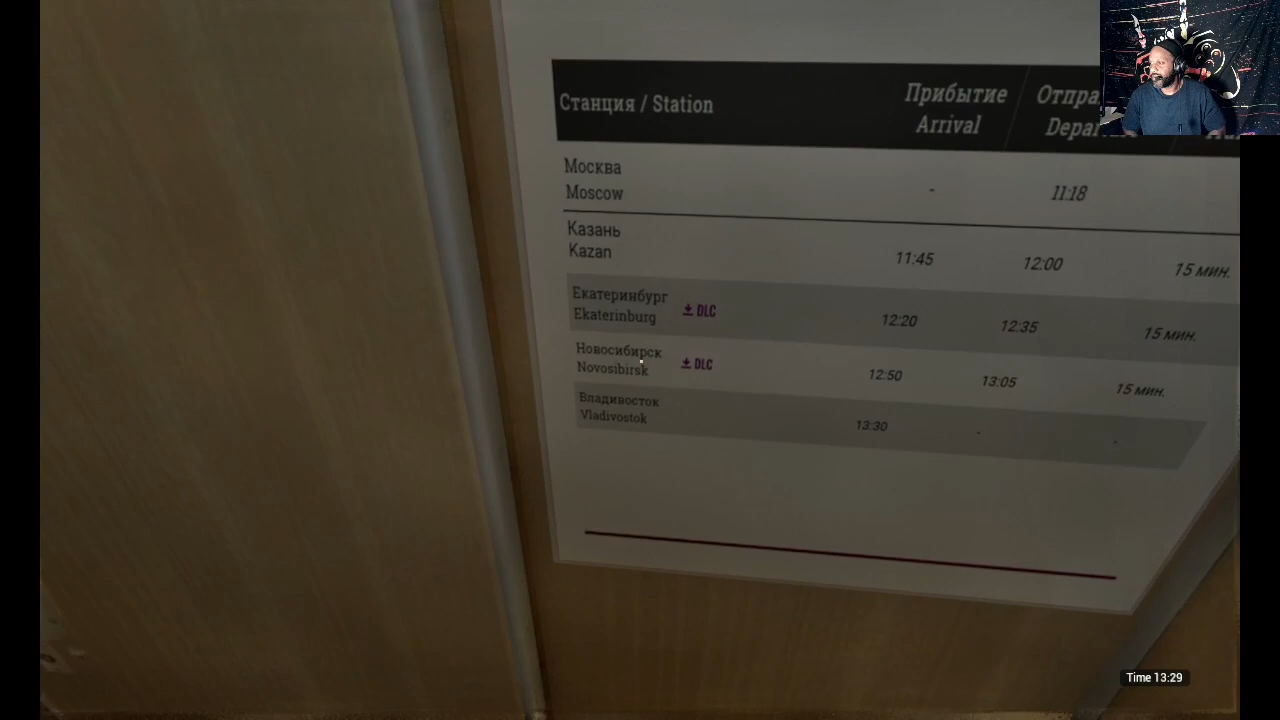 Станция / Station
Прибытие
Arrival
Москва
Moscow
- 11:18
Казань
Kazan
11:45 12:00 15 мин.
Екатеринбург
Ekaterinburg
DLC
12:20 12:35 15 мин.
Новосибирск
Novosibirsk
DLC
12:50 13:05 15 мин.
Владивосток
Vladivostok
13:30 - -
Time 13:29